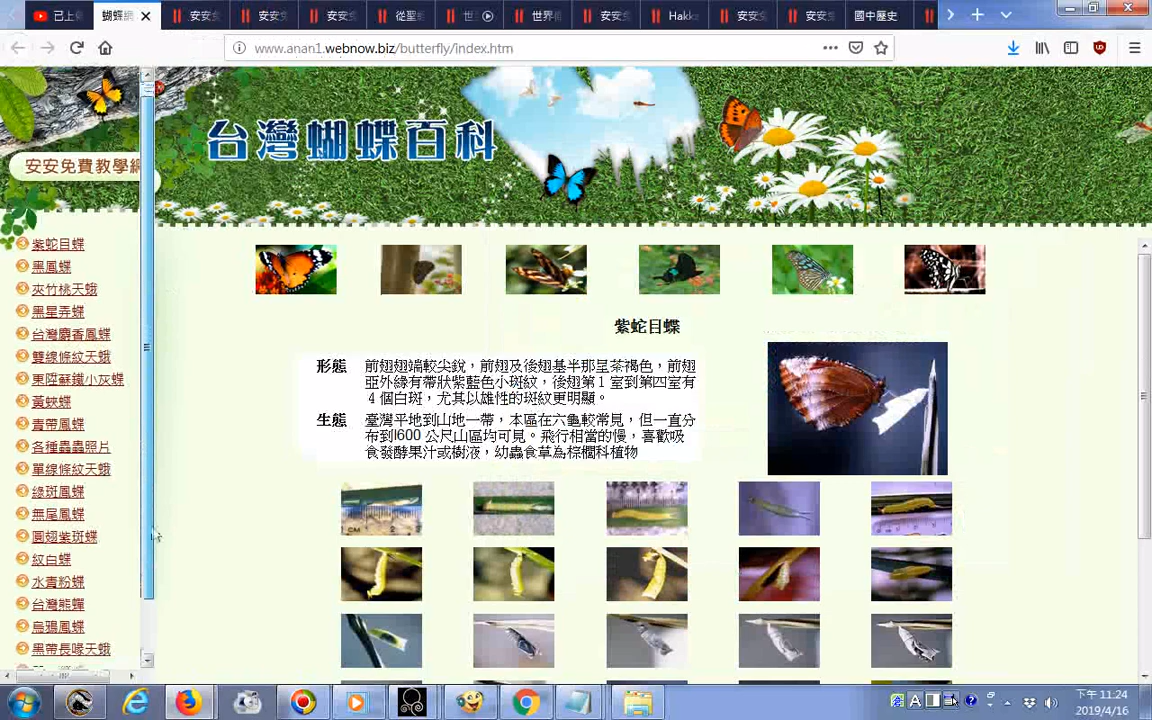 已上
蝴蝶調
安安
安安
安安
從聖
世
世界
安安
Hakk
安安
安安
國中歷史
www.anan1.webnow.biz/butterfly/index.htm
台灣蝴蝶百科
安安免費教學網
紫蛇目蝶
黑鳳蝶
夾竹桃天蛾
黑星弄蝶
台灣麝香鳳蝶
雙線條紋天蛾
東陞蘇鐵小灰蝶
黃蛺蝶
青帶鳳蝶
各種蟲蟲照片
單線條紋天蛾
綠斑鳳蝶
無尾鳳蝶
圓翅紫斑蝶
紋白蝶
水青粉蝶
台灣熊蟬
烏鴉鳳蝶
黑帶長喙天蛾
紫蛇目蝶
形態 前翅翅端較尖銳，前翅及後翅基半部呈茶褐色，前翅
亞外緣有帶狀紫藍色小斑紋，後翅第1室到第四室有
4個白斑，尤其以雄性的斑紋更明顯。
生態 臺灣平地到山地一帶，本區在六龜較常見，但一直分
布到1600公尺山區均可見。飛行相當的慢，喜歡吸
食發酵果汁或樹液，幼蟲食草為棕櫚科植物
下午 11:24
2019/4/16